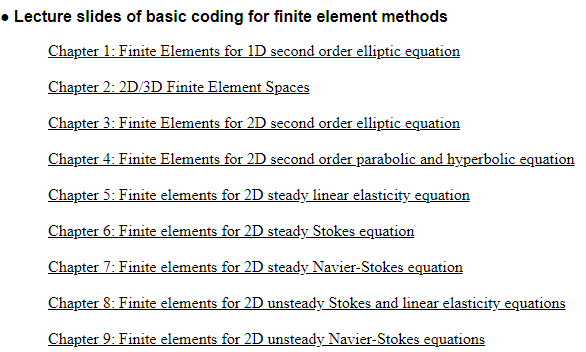 ● Lecture slides of basic coding for finite element methods
Chapter 1: Finite Elements for 1D second order elliptic equation
Chapter 2: 2D/3D Finite Element Spaces
Chapter 3: Finite Elements for 2D second order elliptic equation
Chapter 4: Finite Elements for 2D second order parabolic and hyperbolic equation
Chapter 5: Finite elements for 2D steady linear elasticity equation
Chapter 6: Finite elements for 2D steady Stokes equation
Chapter 7: Finite elements for 2D steady Navier-Stokes equation
Chapter 8: Finite elements for 2D unsteady Stokes and linear elasticity equations
Chapter 9: Finite elements for 2D unsteady Navier-Stokes equations